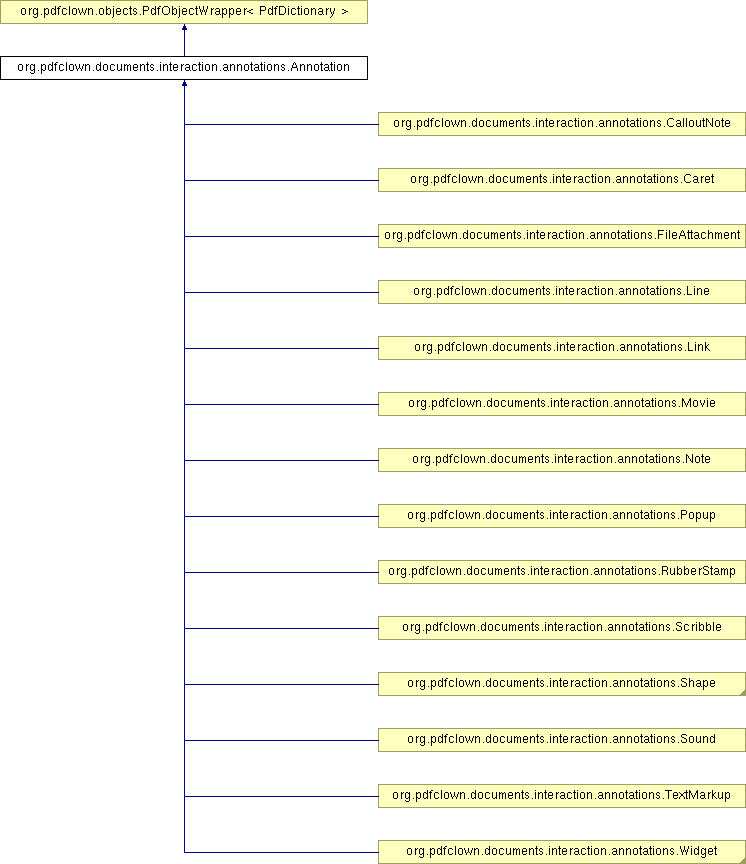 org.pdfclown.objects.PdfObjectWrapper< PdfDictionary >
org.pdfclown.documents.interaction.annotations.Annotation
org.pdfclown.documents.interaction.annotations.CalloutNote
org.pdfclown.documents.interaction.annotations.Caret
org.pdfclown.documents.interaction.annotations.FileAttachment
org.pdfclown.documents.interaction.annotations.Line
org.pdfclown.documents.interaction.annotations.Link
org.pdfclown.documents.interaction.annotations.Movie
org.pdfclown.documents.interaction.annotations.Note
org.pdfclown.documents.interaction.annotations.Popup
org.pdfclown.documents.interaction.annotations.RubberStamp
org.pdfclown.documents.interaction.annotations.Scribble
org.pdfclown.documents.interaction.annotations.Shape
org.pdfclown.documents.interaction.annotations.Sound
org.pdfclown.documents.interaction.annotations.TextMarkup
org.pdfclown.documents.interaction.annotations.Widget